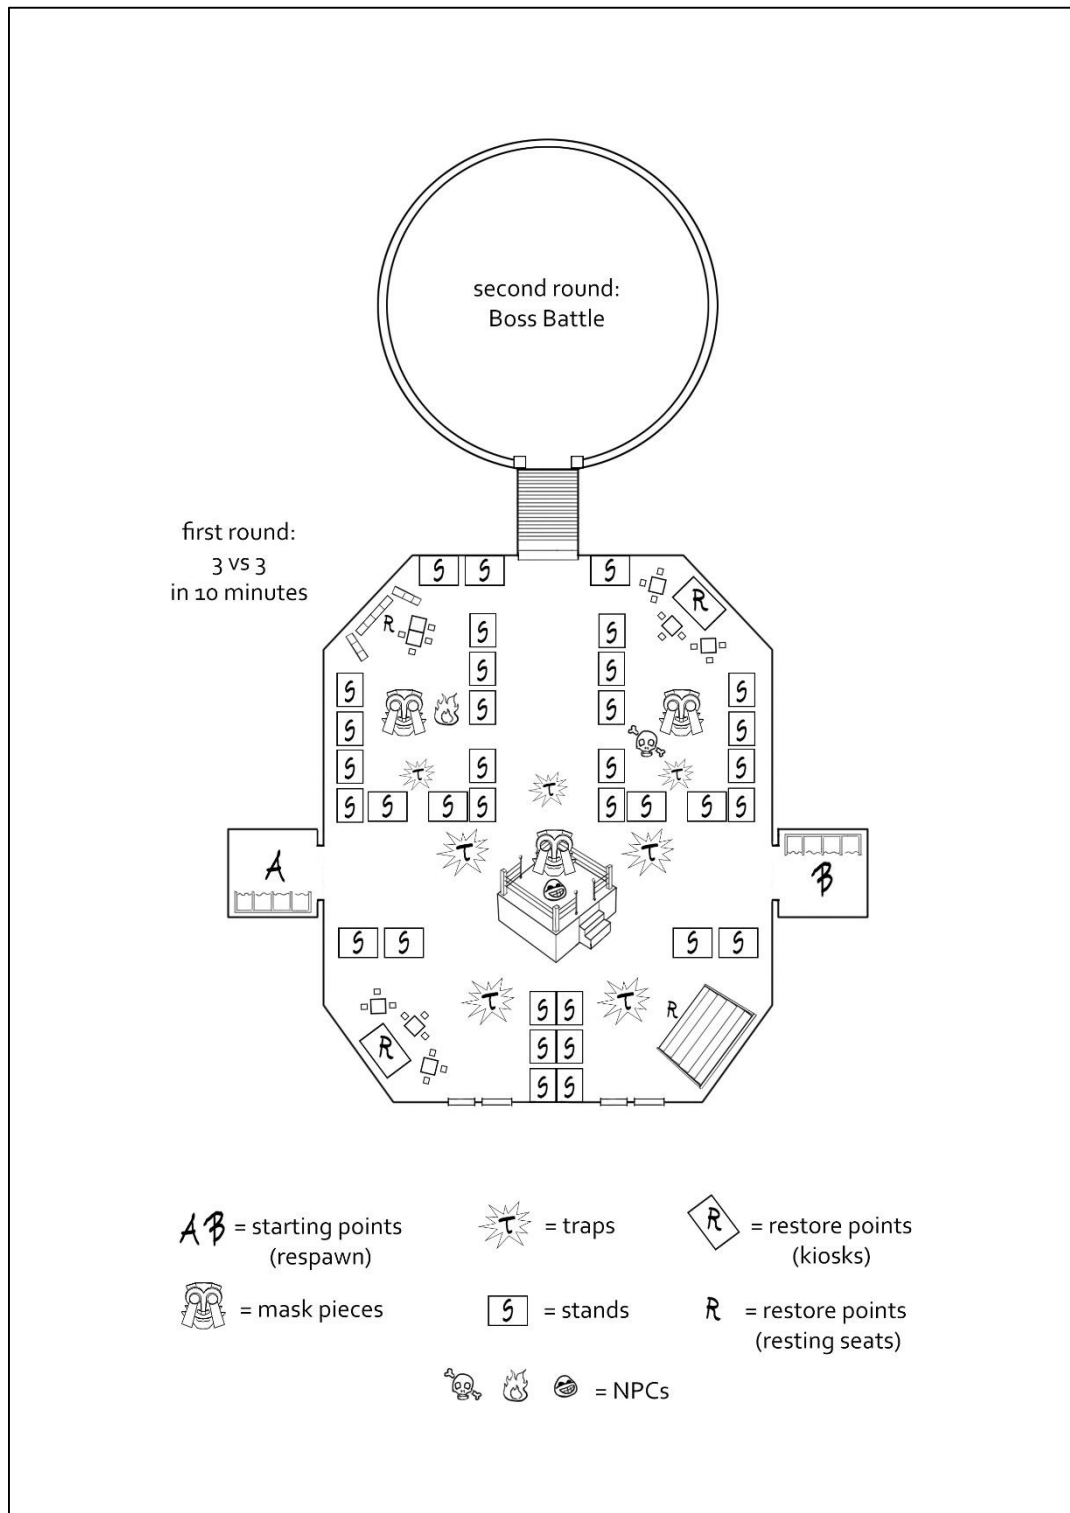 second round:
Boss Battle
first round:
3 vs 3
in 10 minutes
S S S
R
R S S
S S
S S
S S
S S
S S S S
τ τ
τ
S S S S S S S S
τ τ
A B
S S S S
τ S S τ R
R S S
S S
A B = starting points
(respawn)
τ = traps
R = restore points
(kiosks)
= mask pieces
S = stands
R = restore points
(resting seats)
= NPCs